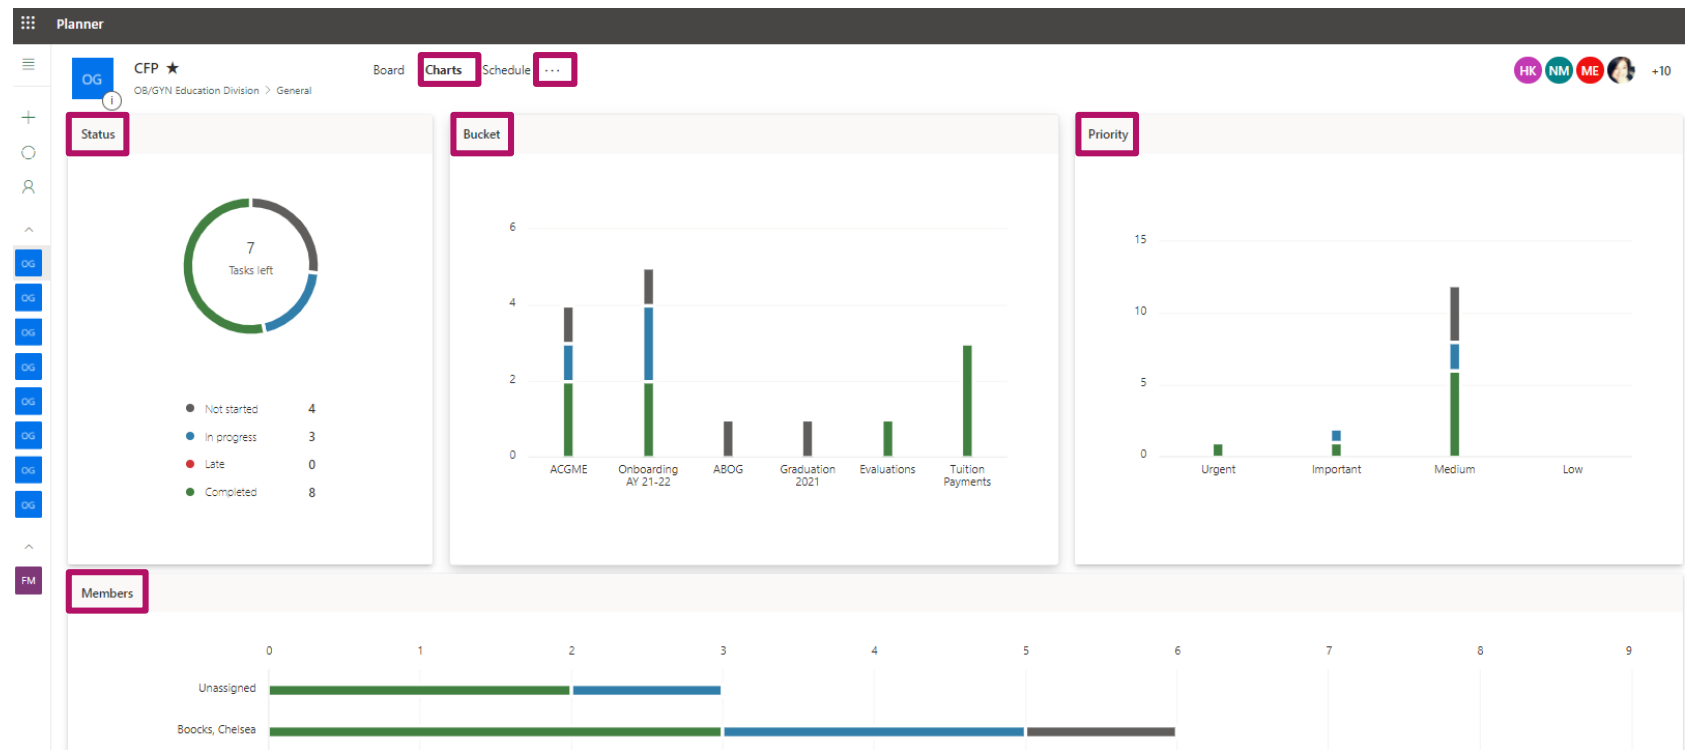 Planner
OG
CFP ★
OB/GYN Education Division > General
Board Charts Schedule ...
HK NM ME +10
i
Status
Bucket
Priority
7
Tasks left
Not started 4
In progress 3
Late 0
Completed 8
6
4
2
0
ACGME
Onboarding
AY 21-22
ABOG
Graduation
2021
Evaluations
Tuition
Payments
15
10
5
0
Urgent
Important
Medium
Low
OG
OG
OG
OG
OG
OG
OG
OG
FM
Members
0 1 2 3 4 5 6 7 8 9
Unassigned
Boocks, Chelsea